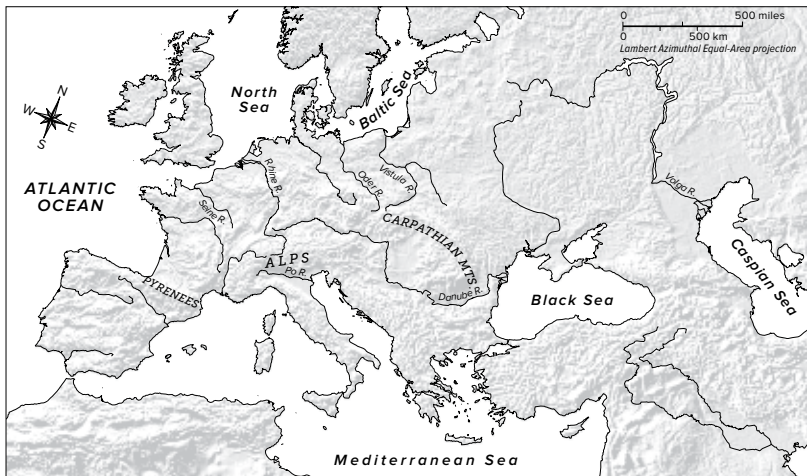 0 500 miles
0 500 km
Lambert Azimuthal Equal-Area projection
N
W E
S
North
Sea
Baltic Sea
ATLANTIC
OCEAN
Rhine R.
Seine R.
Oder R.
Vistula R.
Volga R.
CARPATHIAN MTS.
ALPS
Po R.
PYRENEES
Danube R.
Black Sea
Caspian Sea
Mediterranean Sea